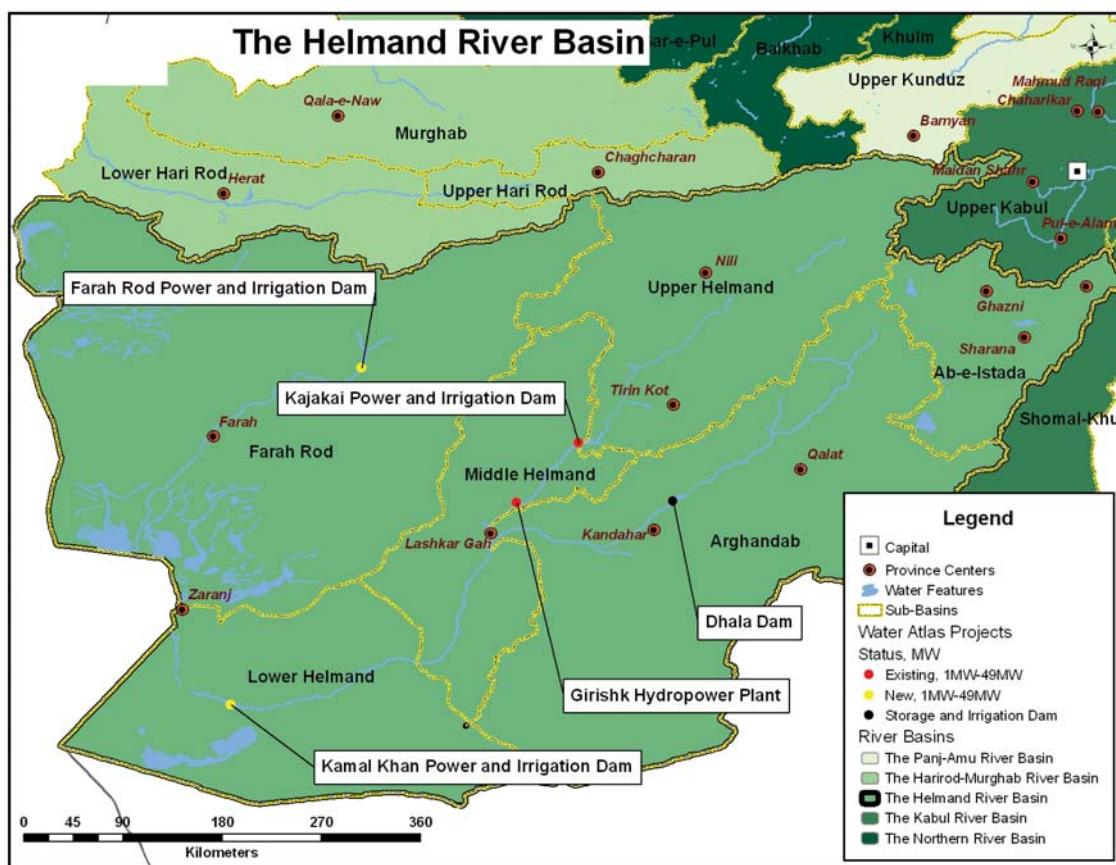 The Helmand River Basin
Sar-e-Pul
Balkhab
Khulm
Upper Kunduz
Mahmud Raqi
Chaharikar
Qala-e-Naw
Murghab
Bamyan
Chaghcharan
Lower Hari Rod
Herat
Upper Hari Rod
Maidan Shahr
Upper Kabul
Pul-e-Alam
Nili
Farah Rod Power and Irrigation Dam
Upper Helmand
Ghazni
Sharana
Ab-e-Istada
Kajakai Power and Irrigation Dam
Tirin Kot
Shomal-Khu
Farah
Farah Rod
Middle Helmand
Qalat
Lashkar Gah
Kandahar
Arghandab
Zaranj
Dhala Dam
Lower Helmand
Girishk Hydropower Plant
Kamal Khan Power and Irrigation Dam
0 45 90 180 270 360
Kilometers
Legend
Capital
Province Centers
Water Features
Sub-Basins
Water Atlas Projects
Status, MW
Existing, 1MW-49MW
New, 1MW-49MW
Storage and Irrigation Dam
River Basins
The Panj-Amu River Basin
The Harirod-Murghab River Basin
The Helmand River Basin
The Kabul River Basin
The Northern River Basin